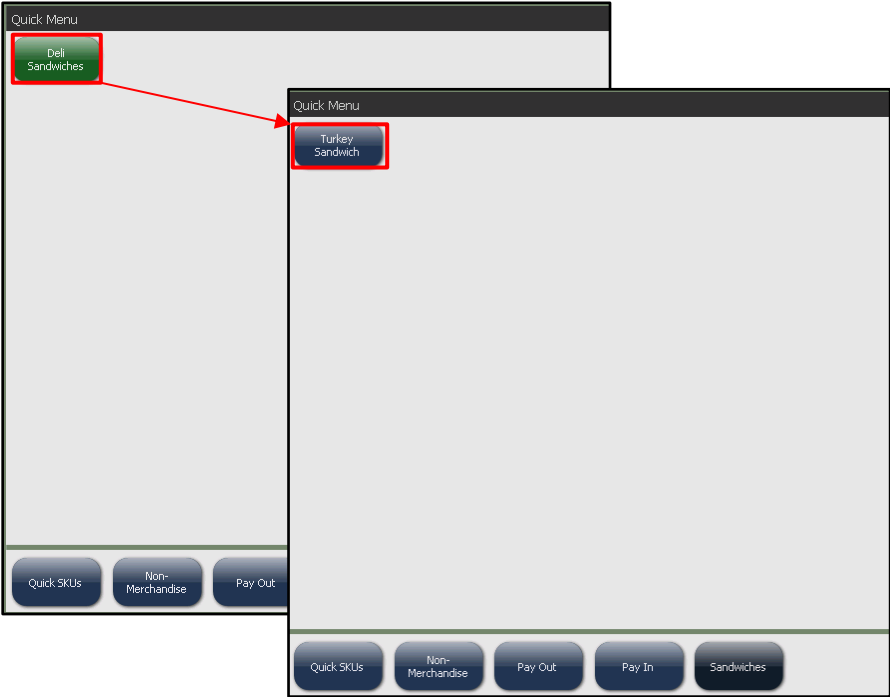 Quick Menu
Deli
Sandwiches
Quick SKUs
Non-
Merchandise
Pay Out
Quick Menu
Turkey
Sandwich
Quick SKUs
Non-
Merchandise
Pay Out
Pay In
Sandwiches